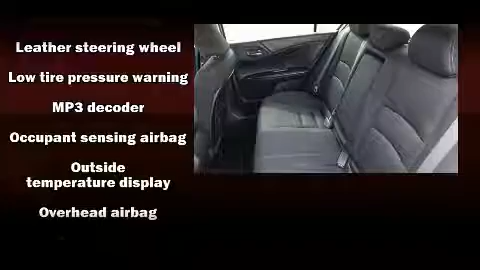 Leather steering wheel
Low tire pressure warning
MP3 decoder
Occupant sensing airbag
Outside
temperature display
Overhead airbag